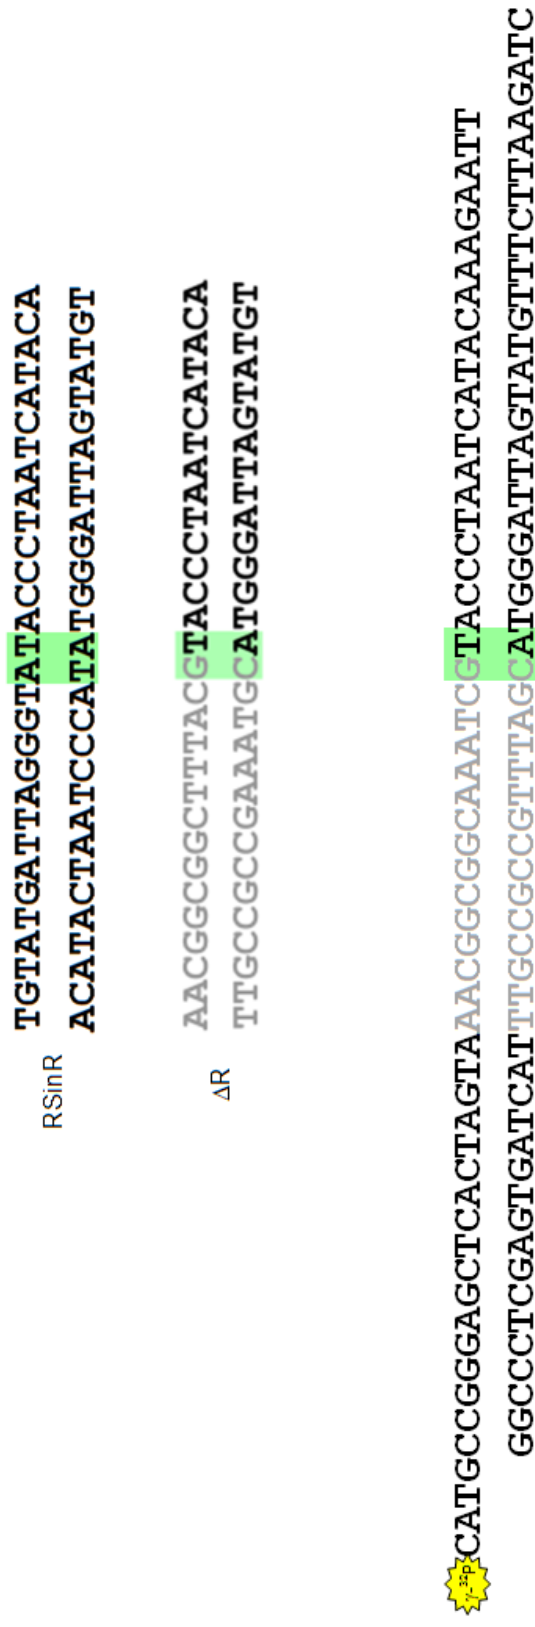 TGTATGATTAGGGTATACCCTAATCATACA
RSinR
ACATACTAATCCCATATGGGATTAGTATGT
AACGGCGGCTTTACGTACCCTAATCATACA
ΔR
TTGCCGCCGAAATGCATGGGATTAGTATGT
γ-³²P CATGCCGGGAGCTCACTAGTAAACGGCGGCAAATCGTACCCTAATCATACAAAGAATT
GGCCCTCGAGTGATCATTTGCCGCCGTTTAGCATGGGATTAGTATGTTTCTTAAGATC